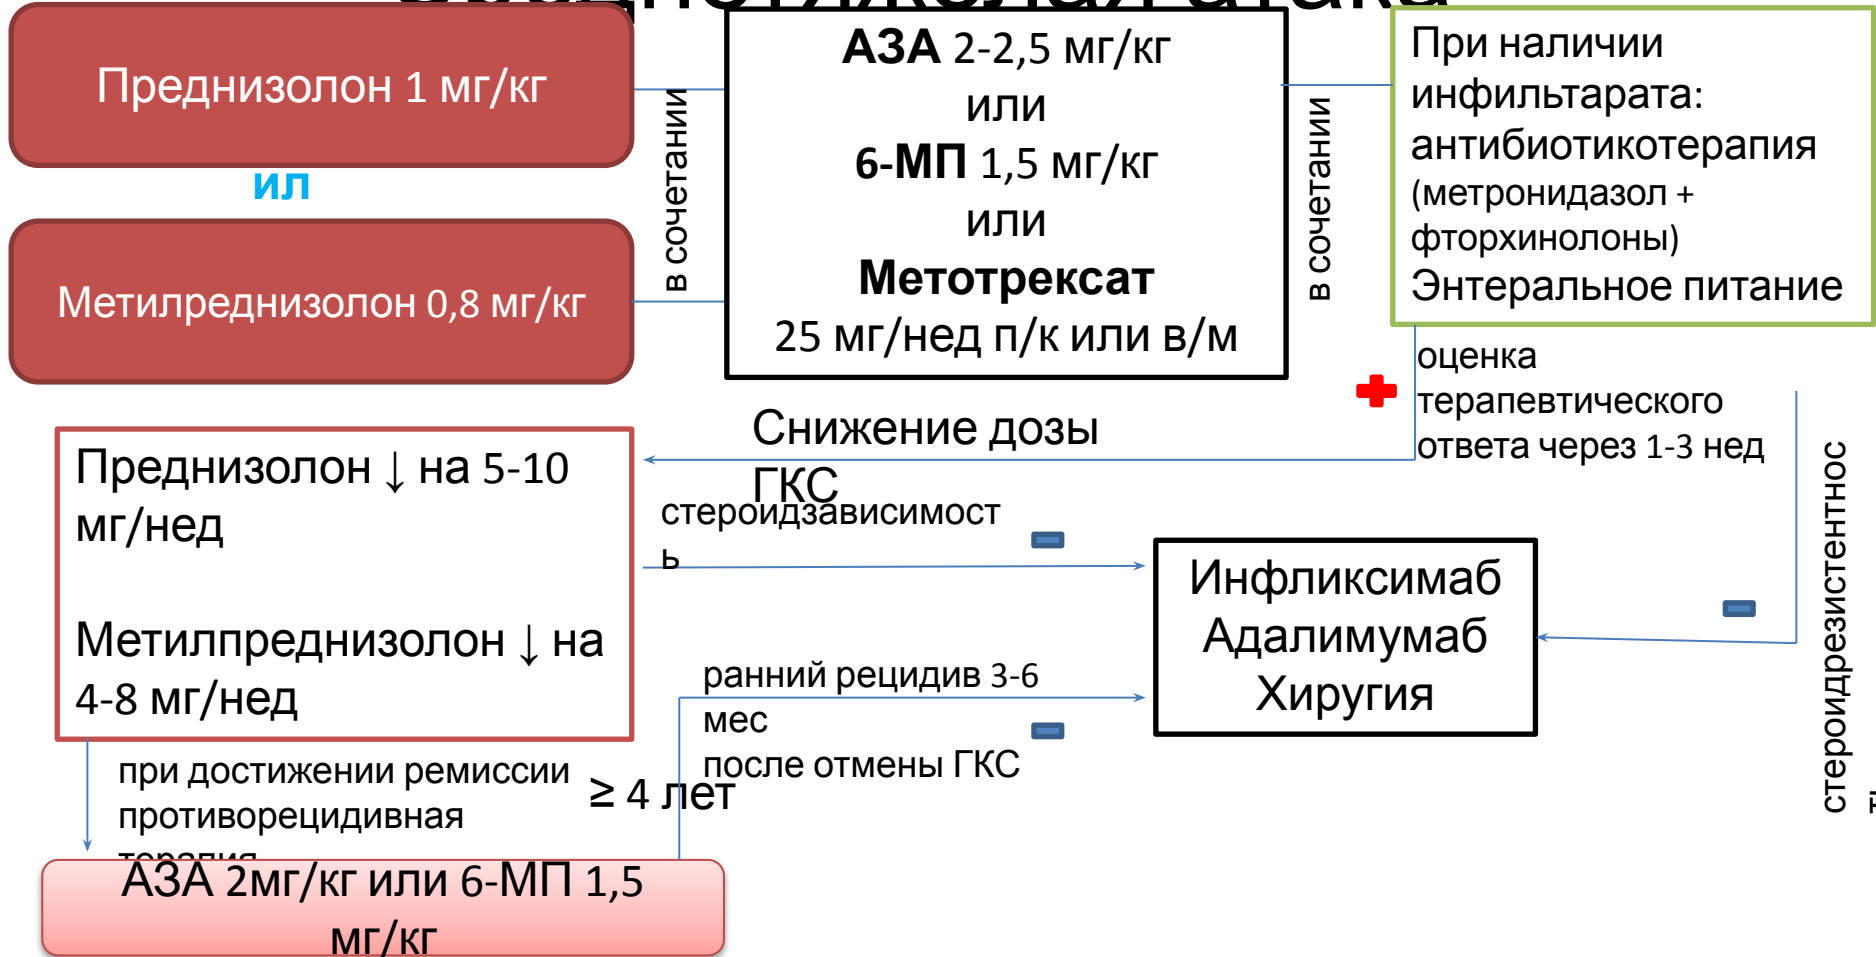 Преднизолон 1 мг/кг
ил
Метилреднизолон 0,8 мг/кг
в сочетании
АЗА 2-2,5 мг/кг
или
6-МП 1,5 мг/кг
или
Метотрексат
25 мг/нед п/к или в/м
в сочетании
При наличии
инфильтарата:
антибиотикотерапия
(метронидазол +
фторхинолоны)
Энтеральное питание
оценка
терапевтического
ответа через 1-3 нед
Снижение дозы
ГКС
Преднизолон ↓ на 5-10
мг/нед
Метилпреднизолон ↓ на
4-8 мг/нед
стероидзависимост
ь
Инфликсимаб
Адалимумаб
Хиругия
стероидрезистентнос
ранний рецидив 3-6
мес
после отмены ГКС
при достижении ремиссии
противорецидивная
терапия
≥ 4 лет
АЗА 2мг/кг или 6-МП 1,5
мг/кг